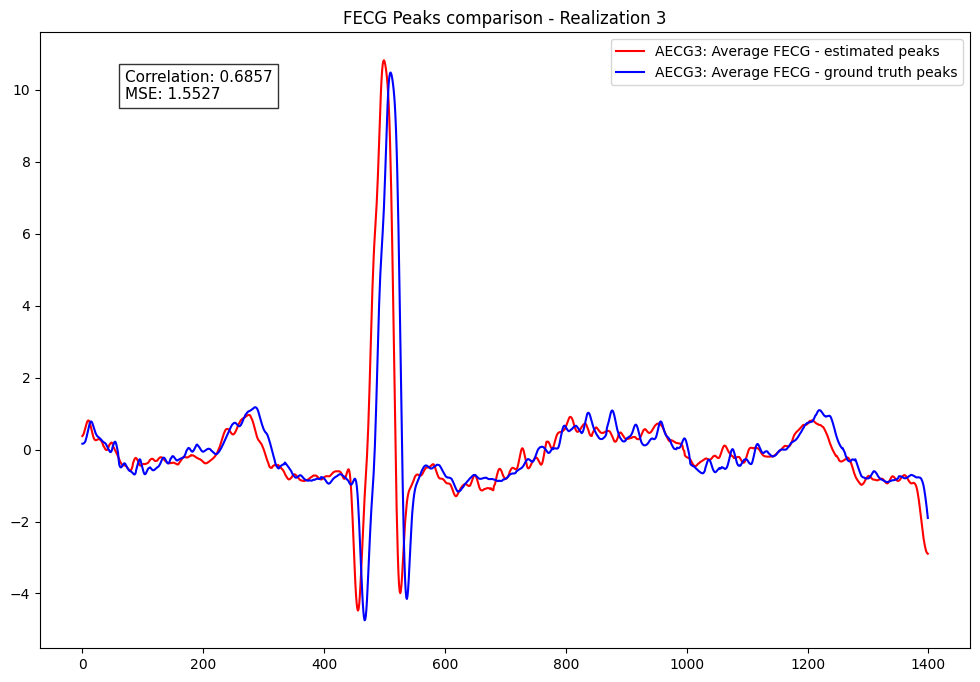 FECG Peaks comparison - Realization 3
AECG3: Average FECG - estimated peaks
AECG3: Average FECG - ground truth peaks
Correlation: 0.6857
MSE: 1.5527
10
8
6
4
2
0
−2
−4
0 200 400 600 800 1000 1200 1400